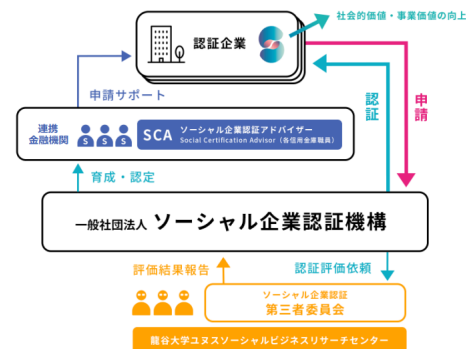 社会的価値・事業価値の向上
認証企業
申請サポート
認証
申請
連携
金融機関
S S S
SCA
ソーシャル企業認証アドバイザー
Social Certification Advisor（各信用金庫職員）
育成・認定
一般社団法人 ソーシャル企業認証機構
評価結果報告
認証評価依頼
ソーシャル企業認証
第三者委員会
龍谷大学ユヌスソーシャルビジネスリサーチセンター